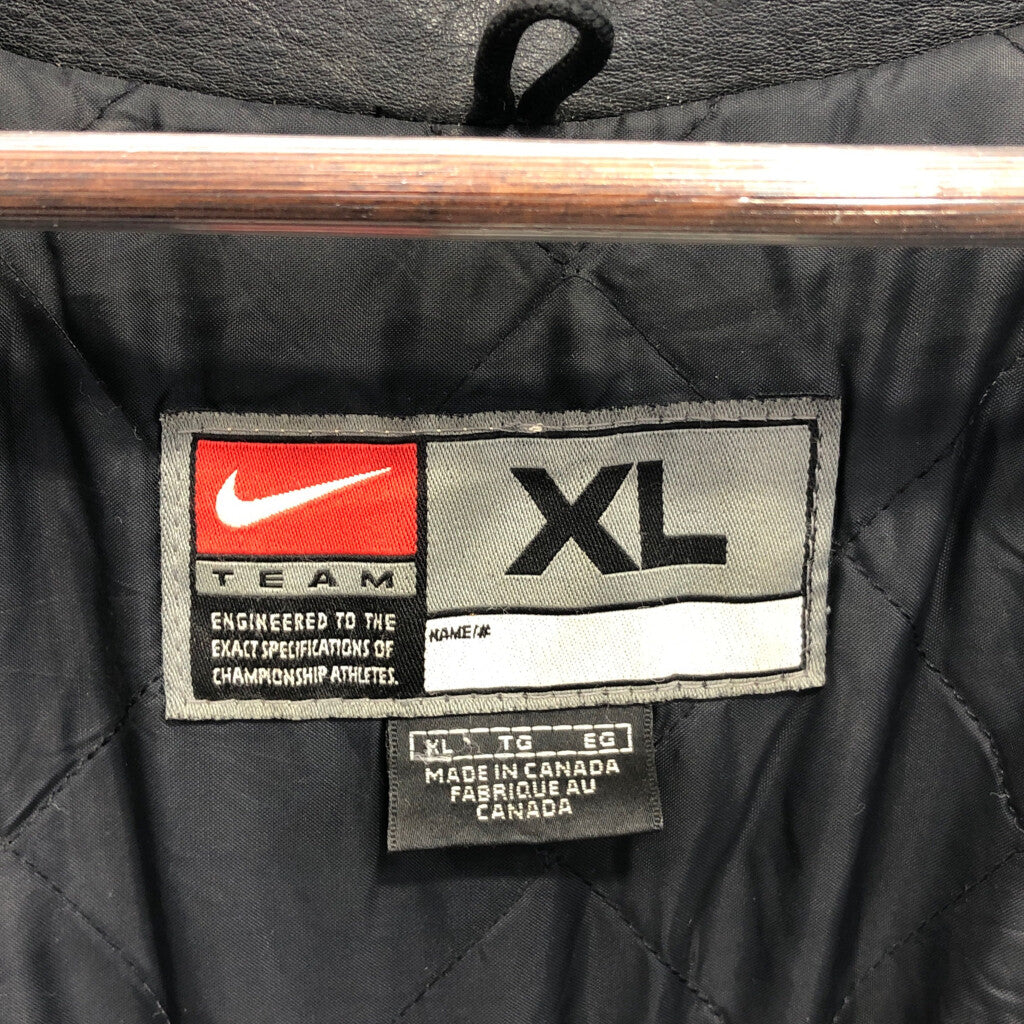 TEAM
ENGINEERED TO THE
EXACT SPECIFICATIONS OF
CHAMPIONSHIP ATHLETES.
XL
NAME/#
XL TG EG
MADE IN CANADA
FABRIQUE AU
CANADA